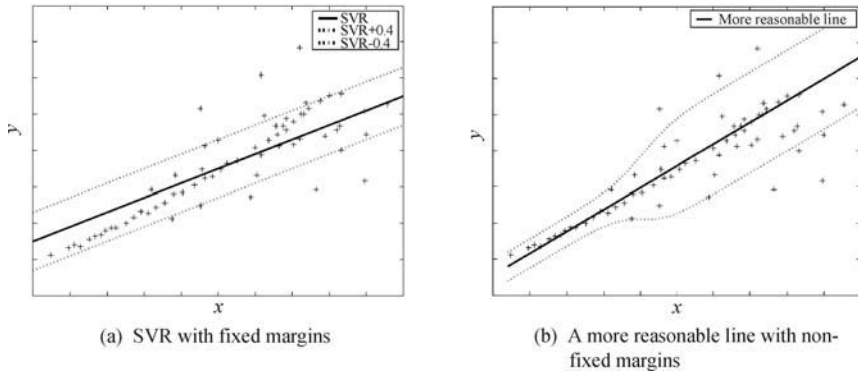 SVR
SVR+0.4
SVR-0.4
y
x
(a) SVR with fixed margins
More reasonable line
y
x
(b) A more reasonable line with non-
fixed margins